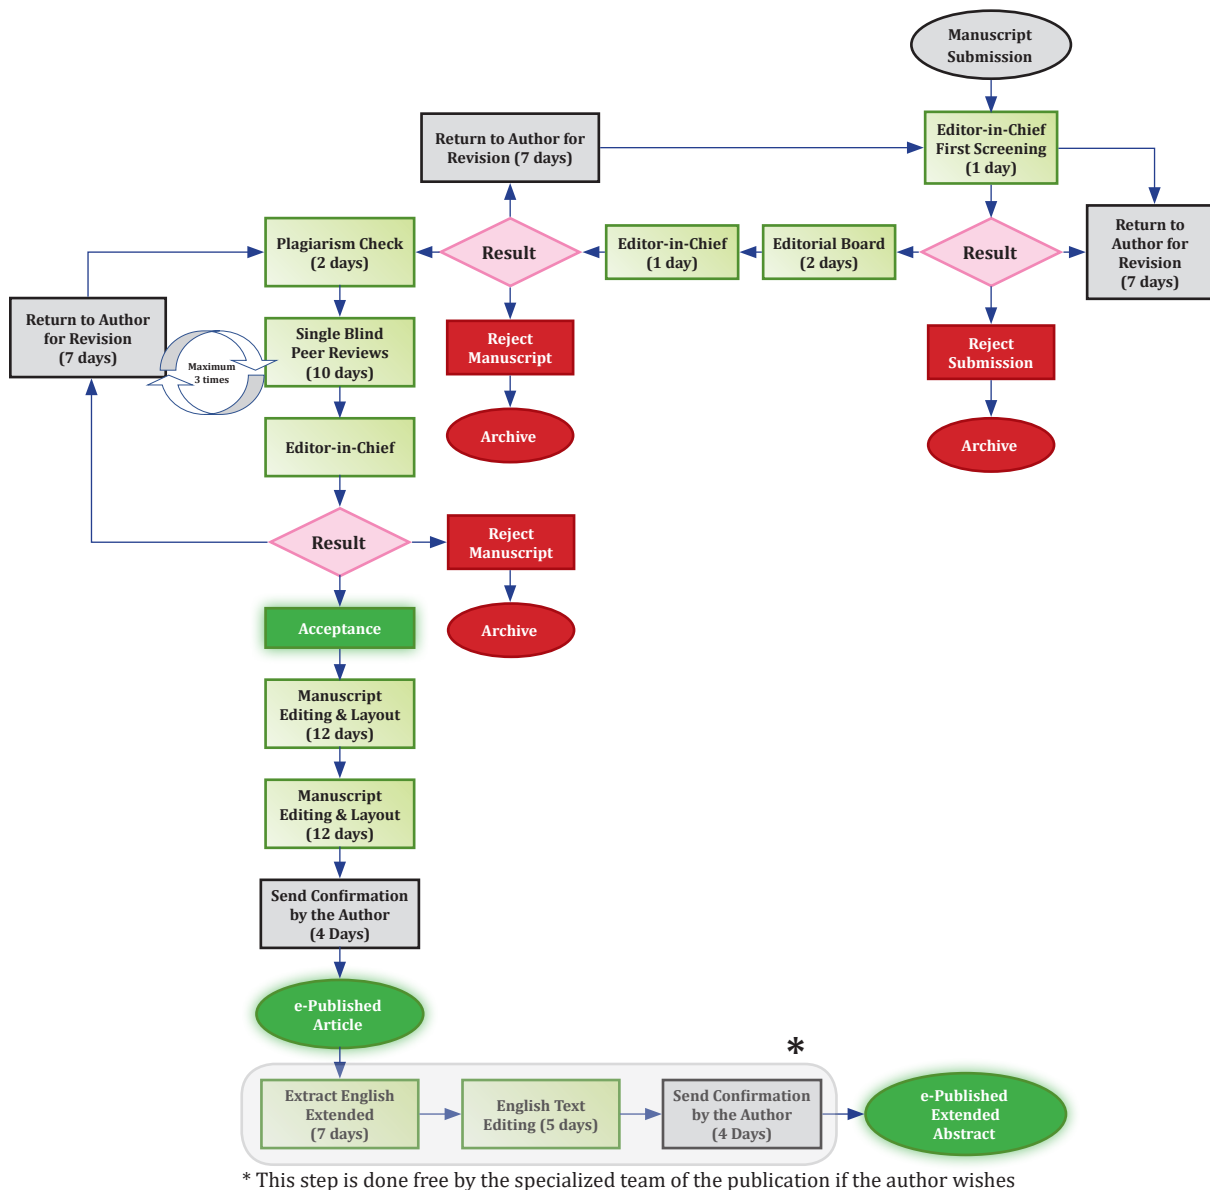 Manuscript
Submission
Editor-in-Chief
First Screening
(1 day)
Return to Author for
Revision (7 days)
Return to
Author for
Revision
(7 days)
Result
Editorial Board
(2 days)
Editor-in-Chief
(1 day)
Result
Plagiarism Check
(2 days)
Reject
Submission
Archive
Reject
Manuscript
Archive
Return to Author
for Revision
(7 days)
Maximum
3 times
Single Blind
Peer Reviews
(10 days)
Editor-in-Chief
Result
Reject
Manuscript
Archive
Acceptance
Manuscript
Editing & Layout
(12 days)
Manuscript
Editing & Layout
(12 days)
Send Confirmation
by the Author
(4 Days)
e-Published
Article
*
Extract English
Extended
(7 days)
English Text
Editing (5 days)
Send Confirmation
by the Author
(4 Days)
e-Published
Extended
Abstract
* This step is done free by the specialized team of the publication if the author wishes